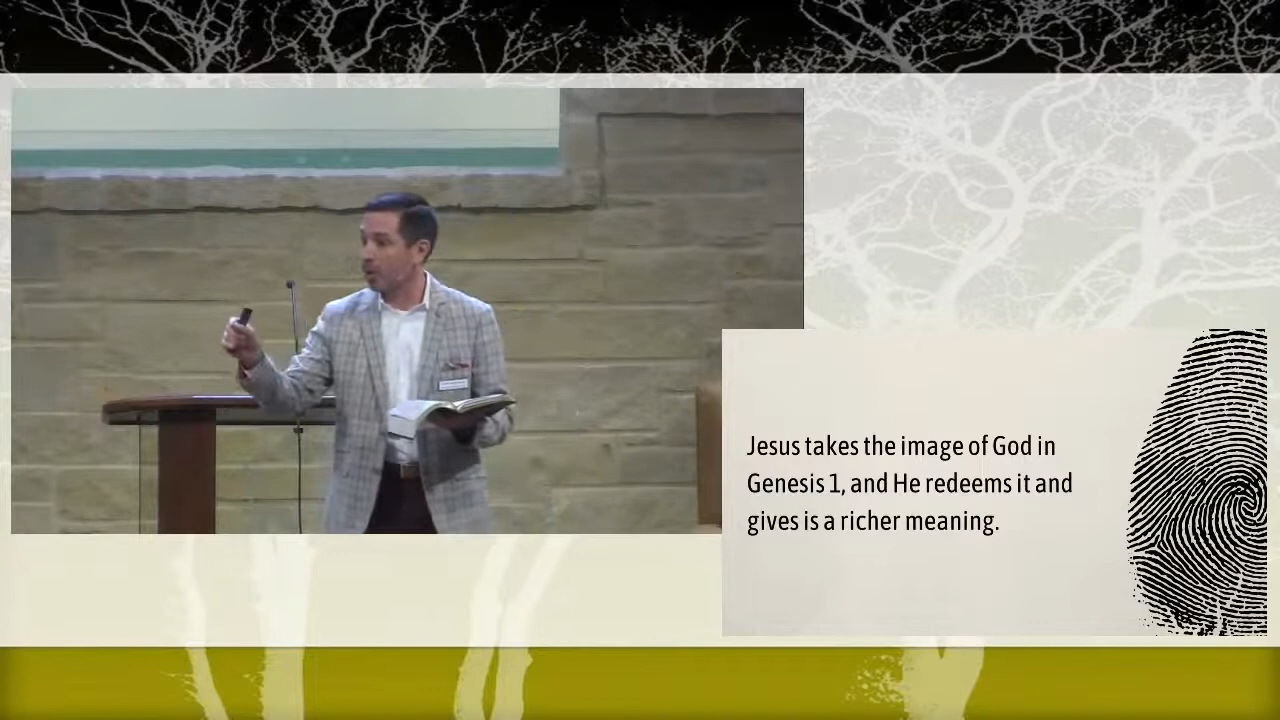 Jesus takes the image of God in
Genesis 1, and He redeems it and
gives is a richer meaning.